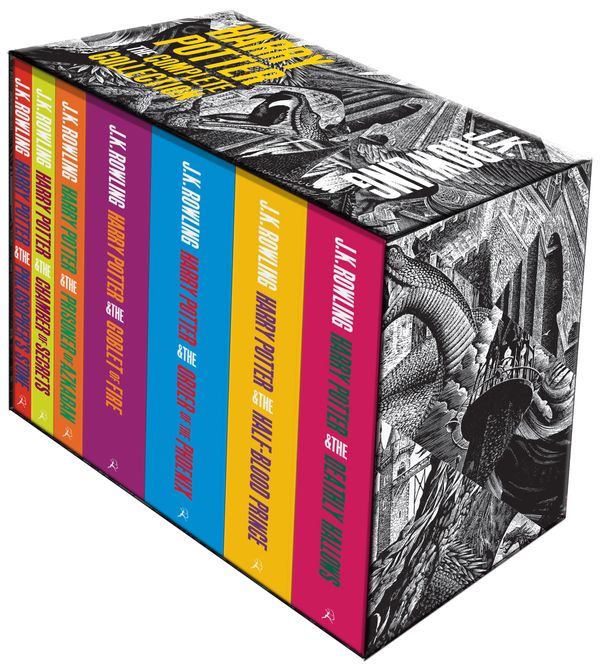 HARRY
POTTER
THE COMPLETE
COLLECTION
J.K.
ROWLING
J.K. ROWLING HARRY POTTER & THE PHILOSOPHER'S STONE
J.K. ROWLING HARRY POTTER & THE CHAMBER OF SECRETS
J.K. ROWLING HARRY POTTER & THE PRISONER OF AZKABAN
J.K. ROWLING HARRY POTTER & THE GOBLET OF FIRE
J.K. ROWLING HARRY POTTER & THE ORDER OF THE PHOENIX
J.K. ROWLING HARRY POTTER & THE HALF-BLOOD PRINCE
J.K. ROWLING HARRY POTTER & THE DEATHLY HALLOWS